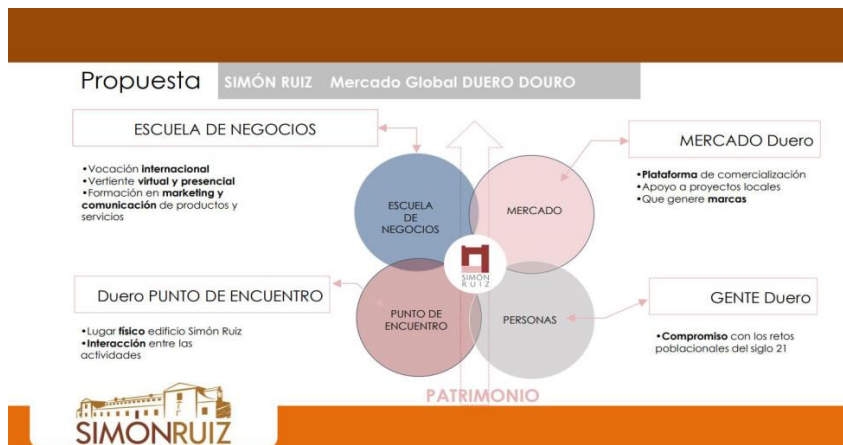 Propuesta
SIMÓN RUIZ Mercado Global DUERO DOURO
ESCUELA DE NEGOCIOS
•Vocación internacional
•Vertiente virtual y presencial
•Formación en marketing y
comunicación de productos y
servicios
MERCADO Duero
•Plataforma de comercialización
•Apoyo a proyectos locales
•Que genere marcas
ESCUELA
DE
NEGOCIOS
MERCADO
SIMÓN
RUIZ
PUNTO DE
ENCUENTRO
PERSONAS
Duero PUNTO DE ENCUENTRO
•Lugar físico edificio Simón Ruiz
•Interacción entre las
actividades
GENTE Duero
•Compromiso con los retos
poblacionales del siglo 21
PATRIMONIO
SIMONRUIZ